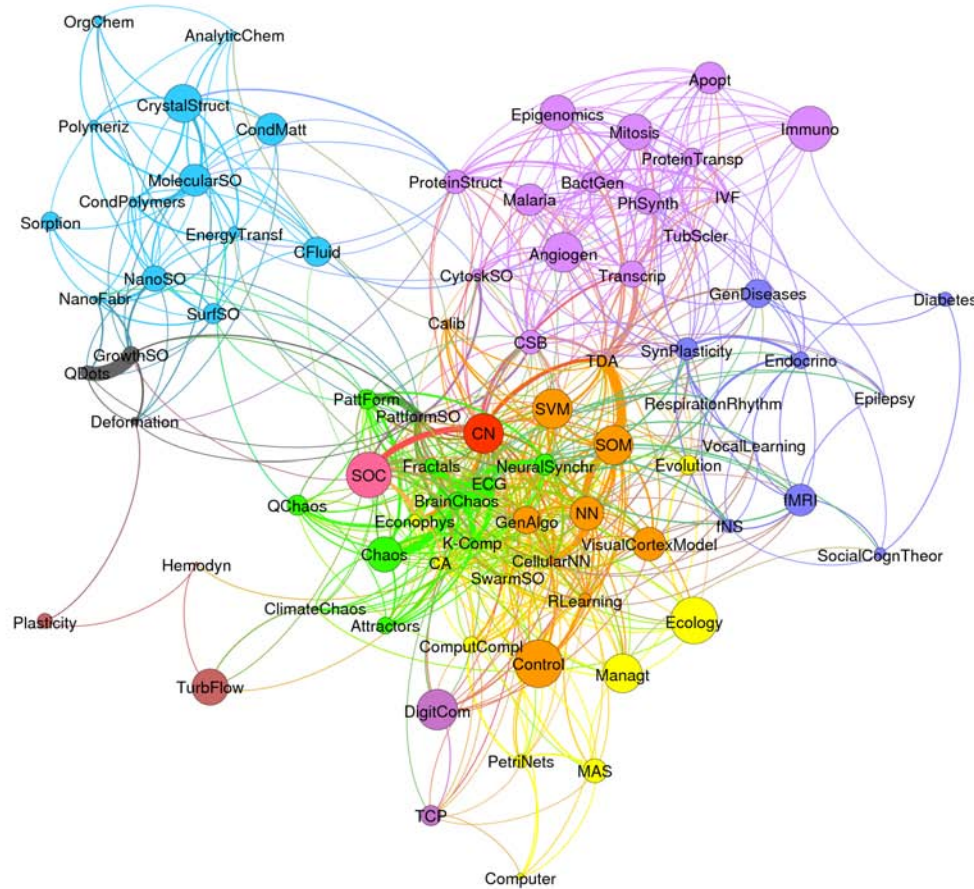 OrgChem
AnalyticChem
CrystalStruct
Polymeriz
CondMatt
MolecularSO
CondPolymers
Sorption
EnergyTransf
CFluid
NanoSO
NanoFabr
SurfSO
GrowthSO
QDots
Deformation
Apopt
Epigenomics
Mitosis
Immuno
ProteinTransp
ProteinStruct
BactGen
IVF
Malaria
PhSynth
TubScler
Angiogen
CytoskSO
Transcrip
GenDiseases
Diabetes
Calib
CSB
SynPlasticity
Endocrino
TDA
PattForm
PattformSO
SVM
RespirationRhythm
Epilepsy
CN
SOM
VocalLearning
SOC
Fractals
NeuralSynchr
Evolution
ECG
BrainChaos
QChaos
IMRI
Econophys
GenAlgo
NN
INS
K-Comp
VisualCortexModel
Chaos
CA
CellularNN
SocialCognTheor
Hemodyn
SwarmSO
RLearning
ClimateChaos
Plasticity
Attractors
Ecology
ComputCompl
Control
Managt
TurbFlow
DigitCom
PetriNets
MAS
TCP
Computer